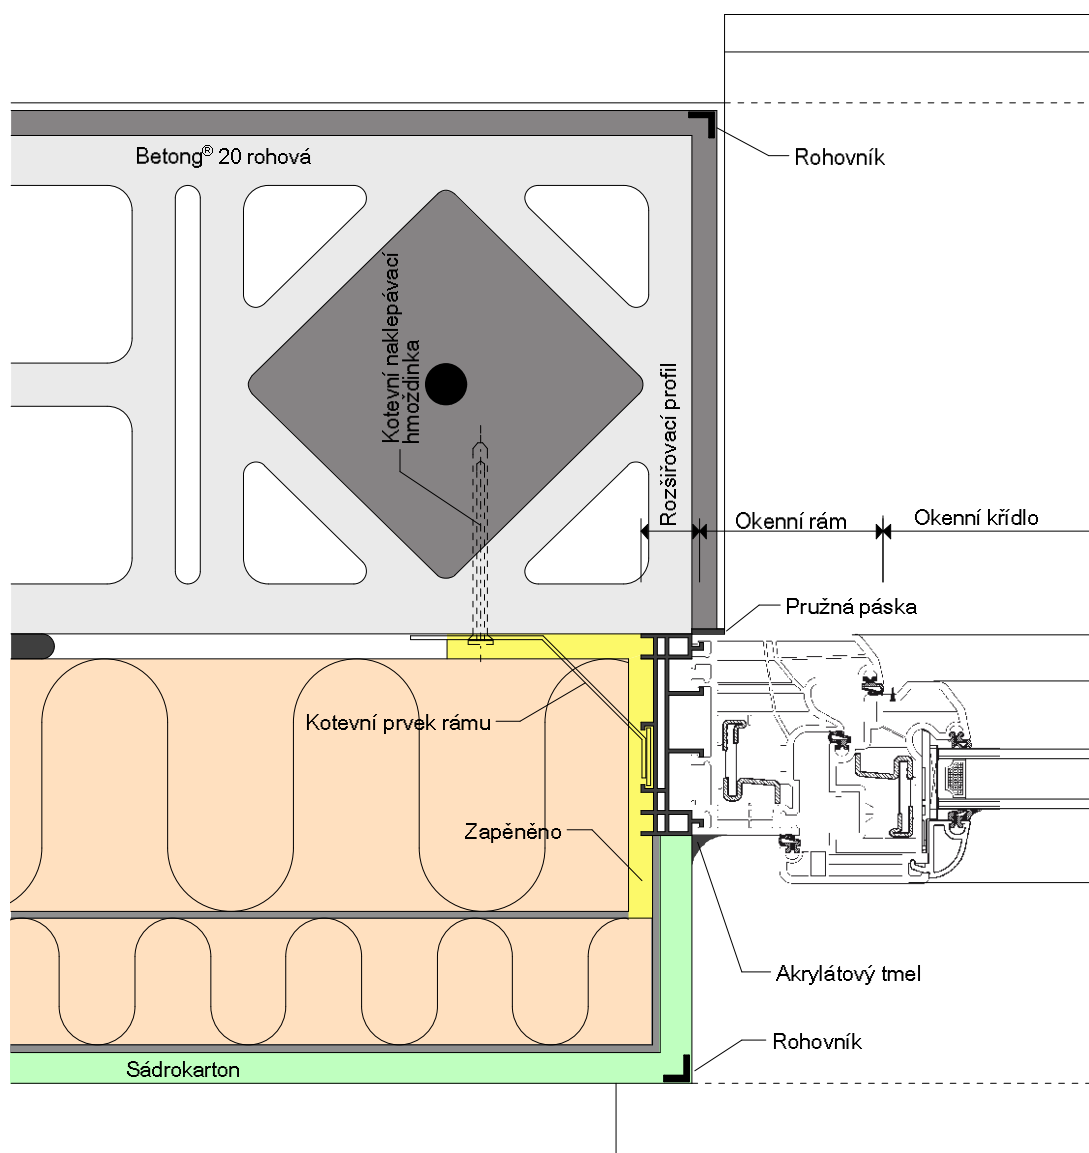 Betong® 20 rohová
Rohovník
Kotevní naklepávací
hmoždinka
Rozšiřovací profil
Okenní rám
Okenní křídlo
Pružná páska
Kotevní prvek rámu
Zapěněno
Akrylátový tmel
Rohovník
Sádrokarton